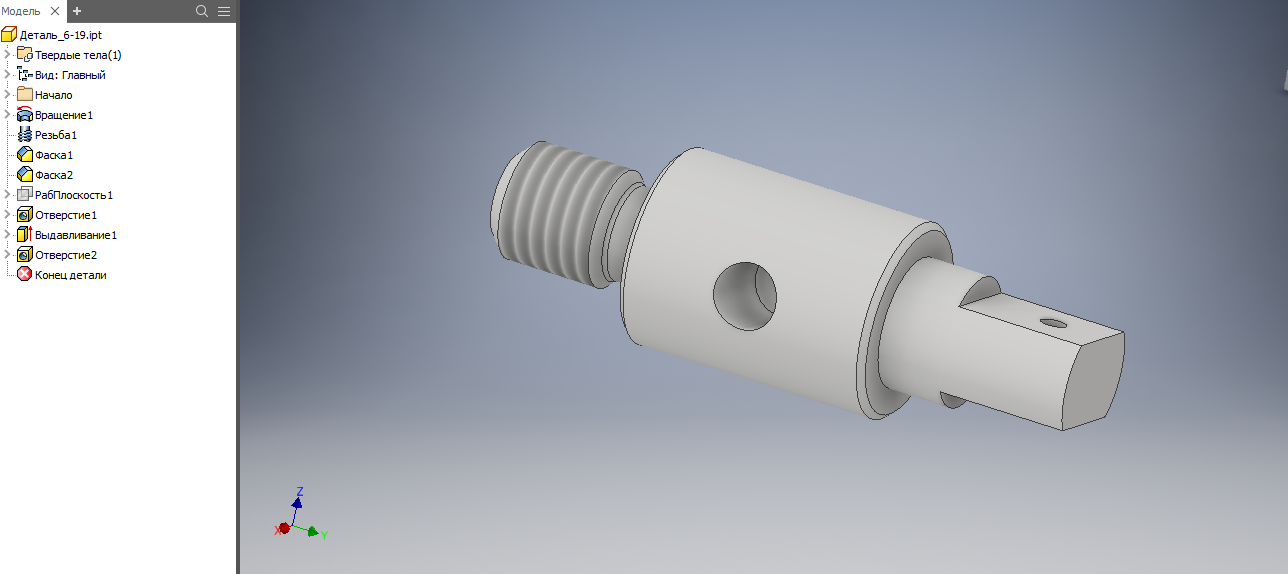 Модель
Деталь_6-19.ipt
Твердые тела(1)
Вид: Главный
Начало
Вращение1
Резьба1
Фаска1
Фаска2
РабПлоскость1
Отверстие1
Выдавливание1
Отверстие2
Конец детали
Z
X
Y